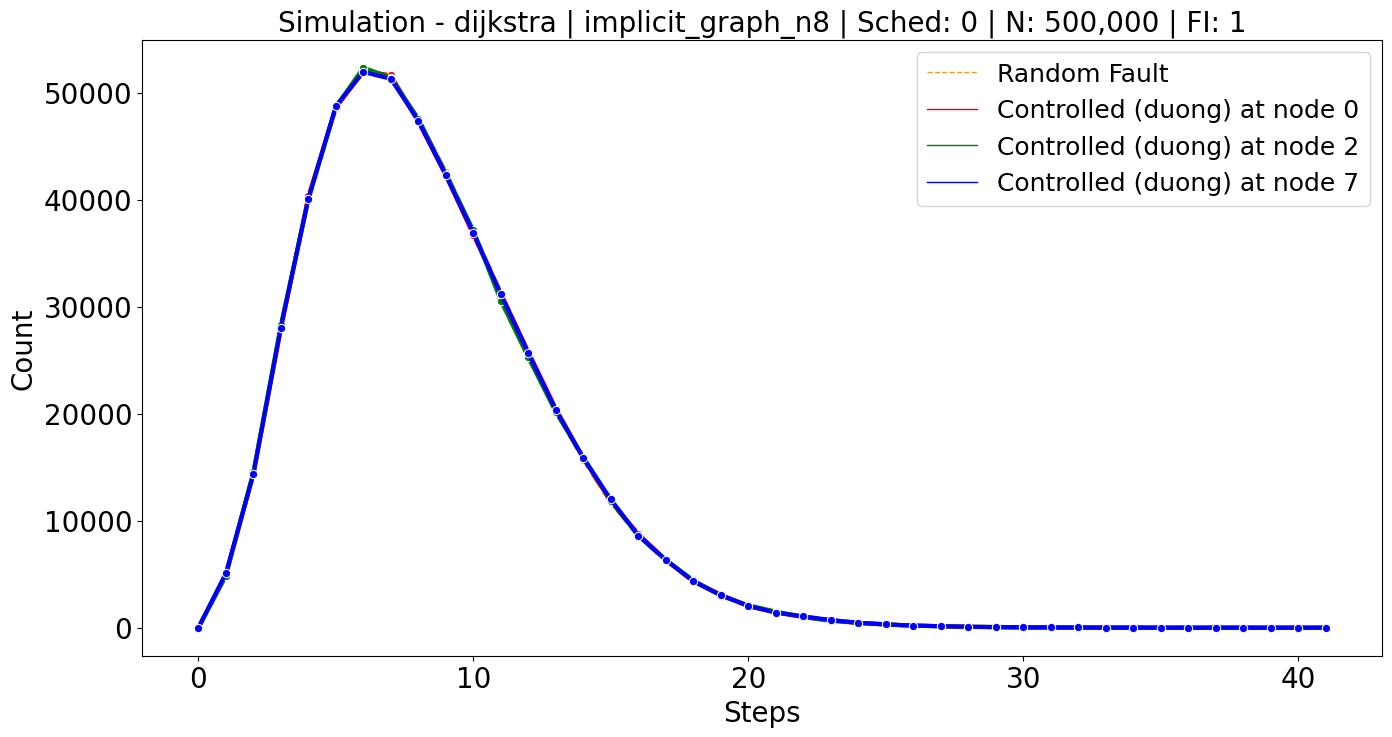 Simulation - dijkstra | implicit_graph_n8 | Sched: 0 | N: 500,000 | FI: 1
Random Fault
Controlled (duong) at node 0
Controlled (duong) at node 2
Controlled (duong) at node 7
Count
50000
40000
30000
20000
10000
0
0 10 20 30 40
Steps